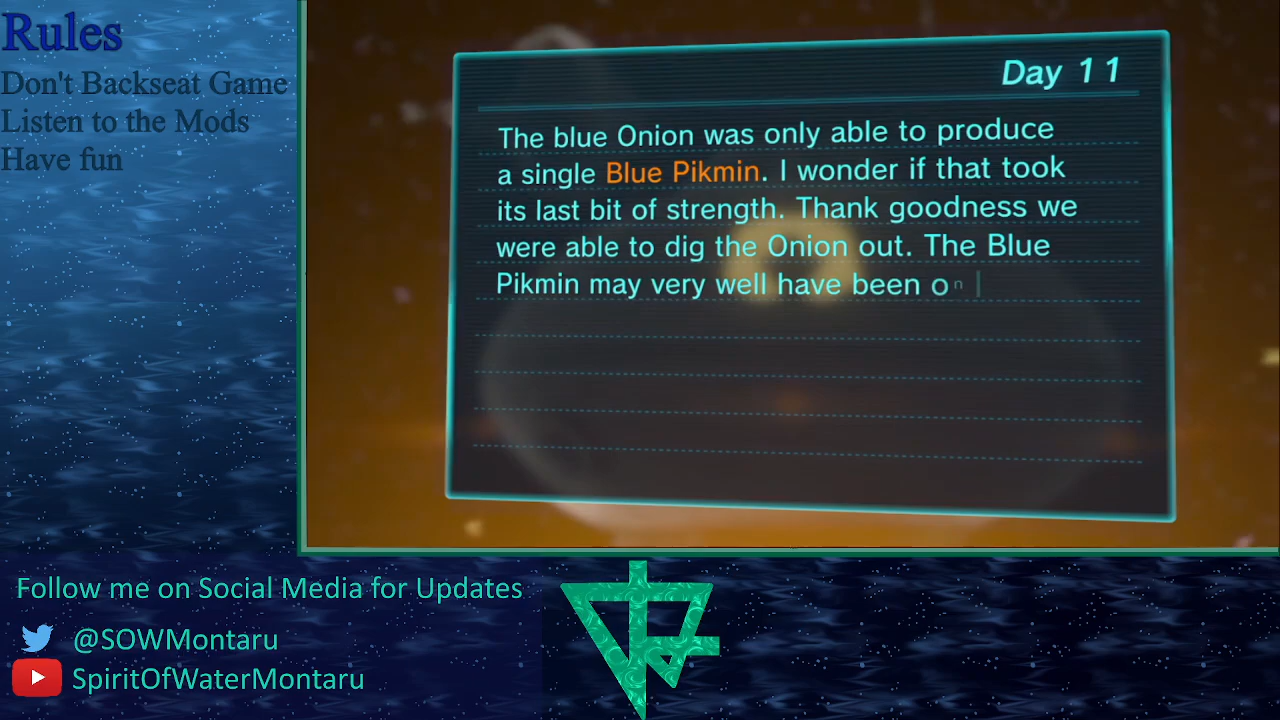 Rules
Don't Backseat Game
Listen to the Mods
Have fun
Day 11
The blue Onion was only able to produce
a single Blue Pikmin. I wonder if that took
its last bit of strength. Thank goodness we
were able to dig the Onion out. The Blue
Pikmin may very well have been on
Follow me on Social Media for Updates
@SOWMontaru
SpiritOfWaterMontaru